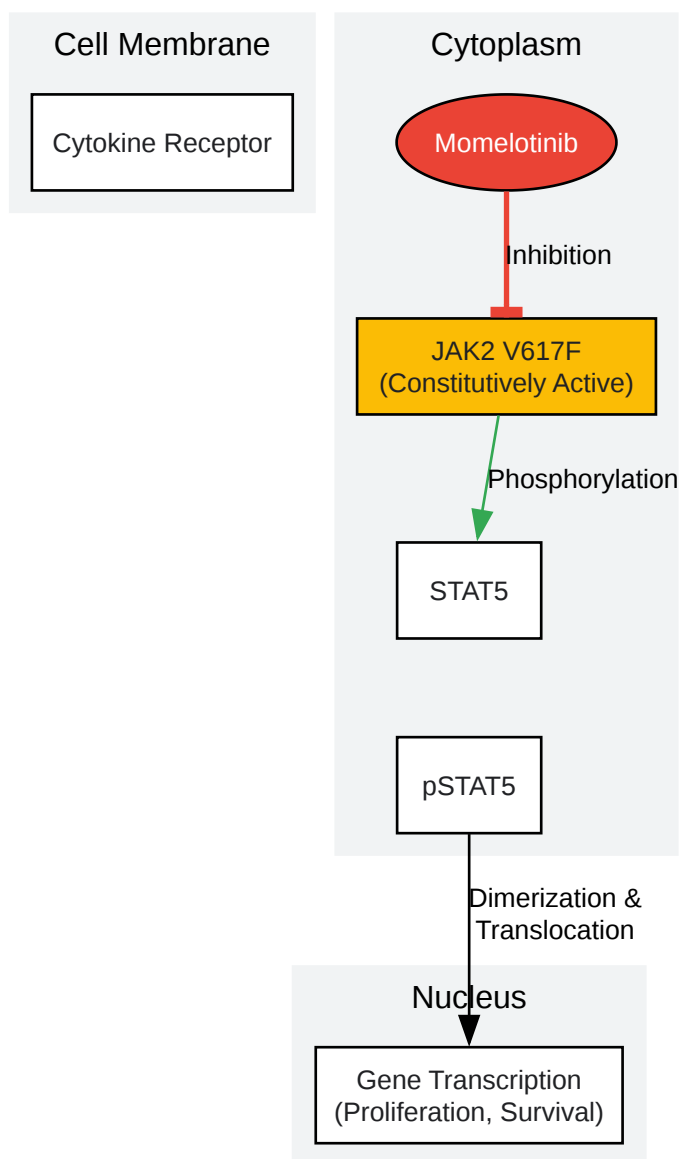 Cell Membrane
Cytokine Receptor
Cytoplasm
Momelotinib
Inhibition
JAK2 V617F
(Constitutively Active)
Phosphorylation
STAT5
pSTAT5
Dimerization &
Translocation
Nucleus
Gene Transcription
(Proliferation, Survival)